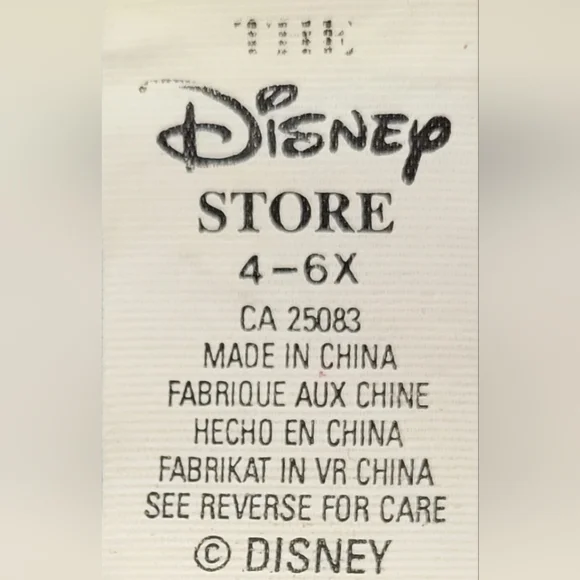 THE
Disney
STORE
4-6X
CA 25083
MADE IN CHINA
FABRIQUE AUX CHINE
HECHO EN CHINA
FABRIKAT IN VR CHINA
SEE REVERSE FOR CARE
© DISNEY